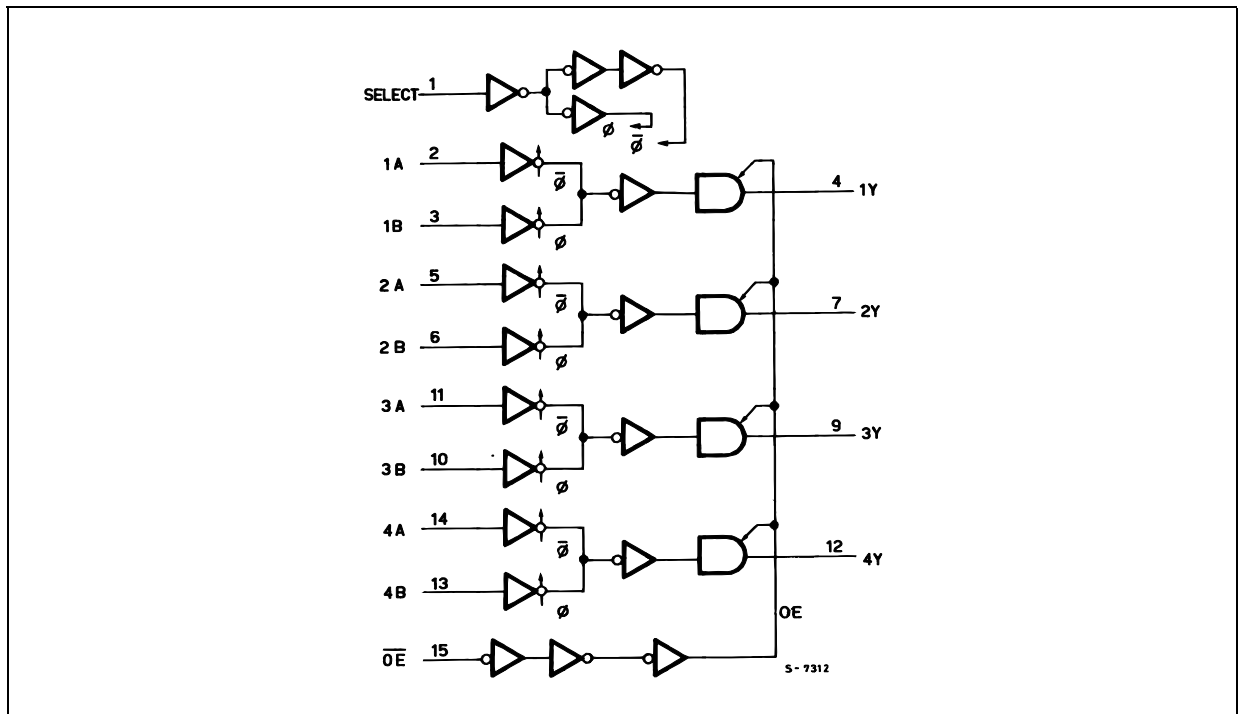 SELECT 1
ø
ø̅
1A 2
ø̅
4 1Y
1B 3
ø
2A 5
ø̅
7 2Y
2B 6
ø
3A 11
ø̅
9 3Y
3B 10
ø
4A 14
ø̅
12 4Y
4B 13
ø
OE
O̅E̅ 15
S-7312